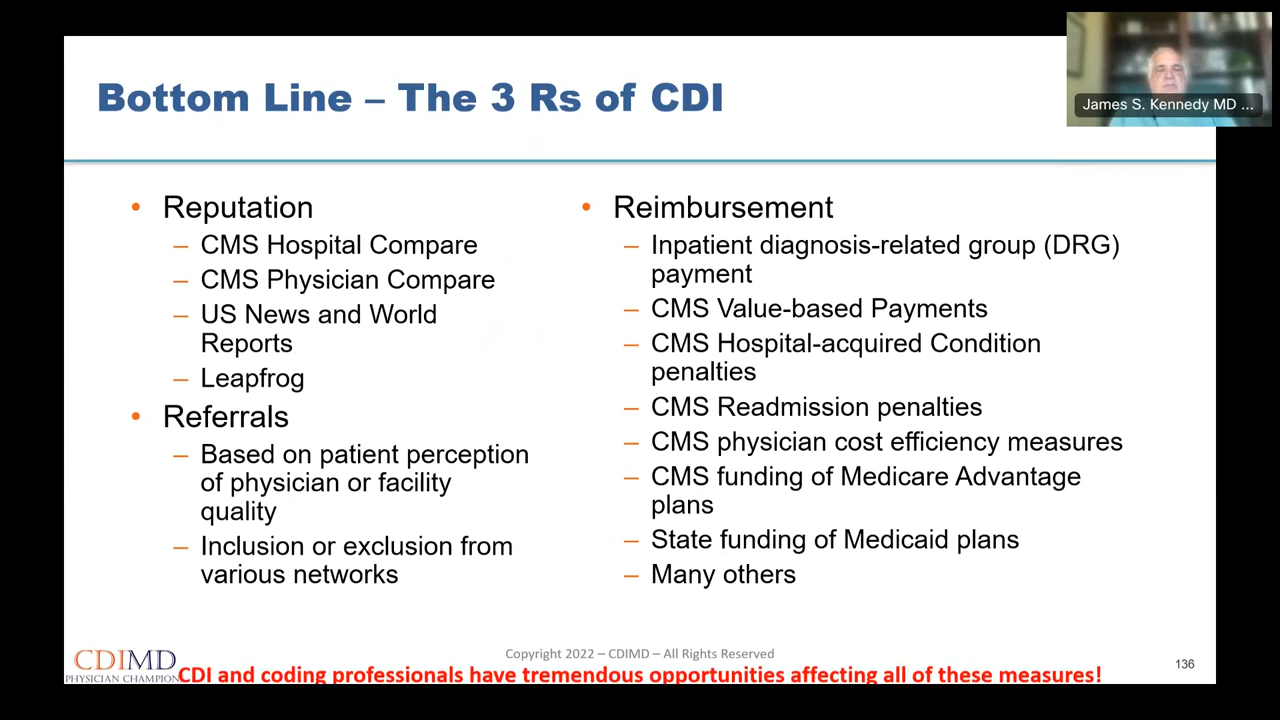 Bottom Line – The 3 Rs of CDI
James S. Kennedy MD ...
• Reputation
– CMS Hospital Compare
– CMS Physician Compare
– US News and World
Reports
– Leapfrog
• Referrals
– Based on patient perception
of physician or facility
quality
– Inclusion or exclusion from
various networks
• Reimbursement
– Inpatient diagnosis-related group (DRG)
payment
– CMS Value-based Payments
– CMS Hospital-acquired Condition
penalties
– CMS Readmission penalties
– CMS physician cost efficiency measures
– CMS funding of Medicare Advantage
plans
– State funding of Medicaid plans
– Many others
CDIMD
PHYSICIAN CHAMPION
Copyright 2022 – CDIMD – All Rights Reserved
136
CDI and coding professionals have tremendous opportunities affecting all of these measures!